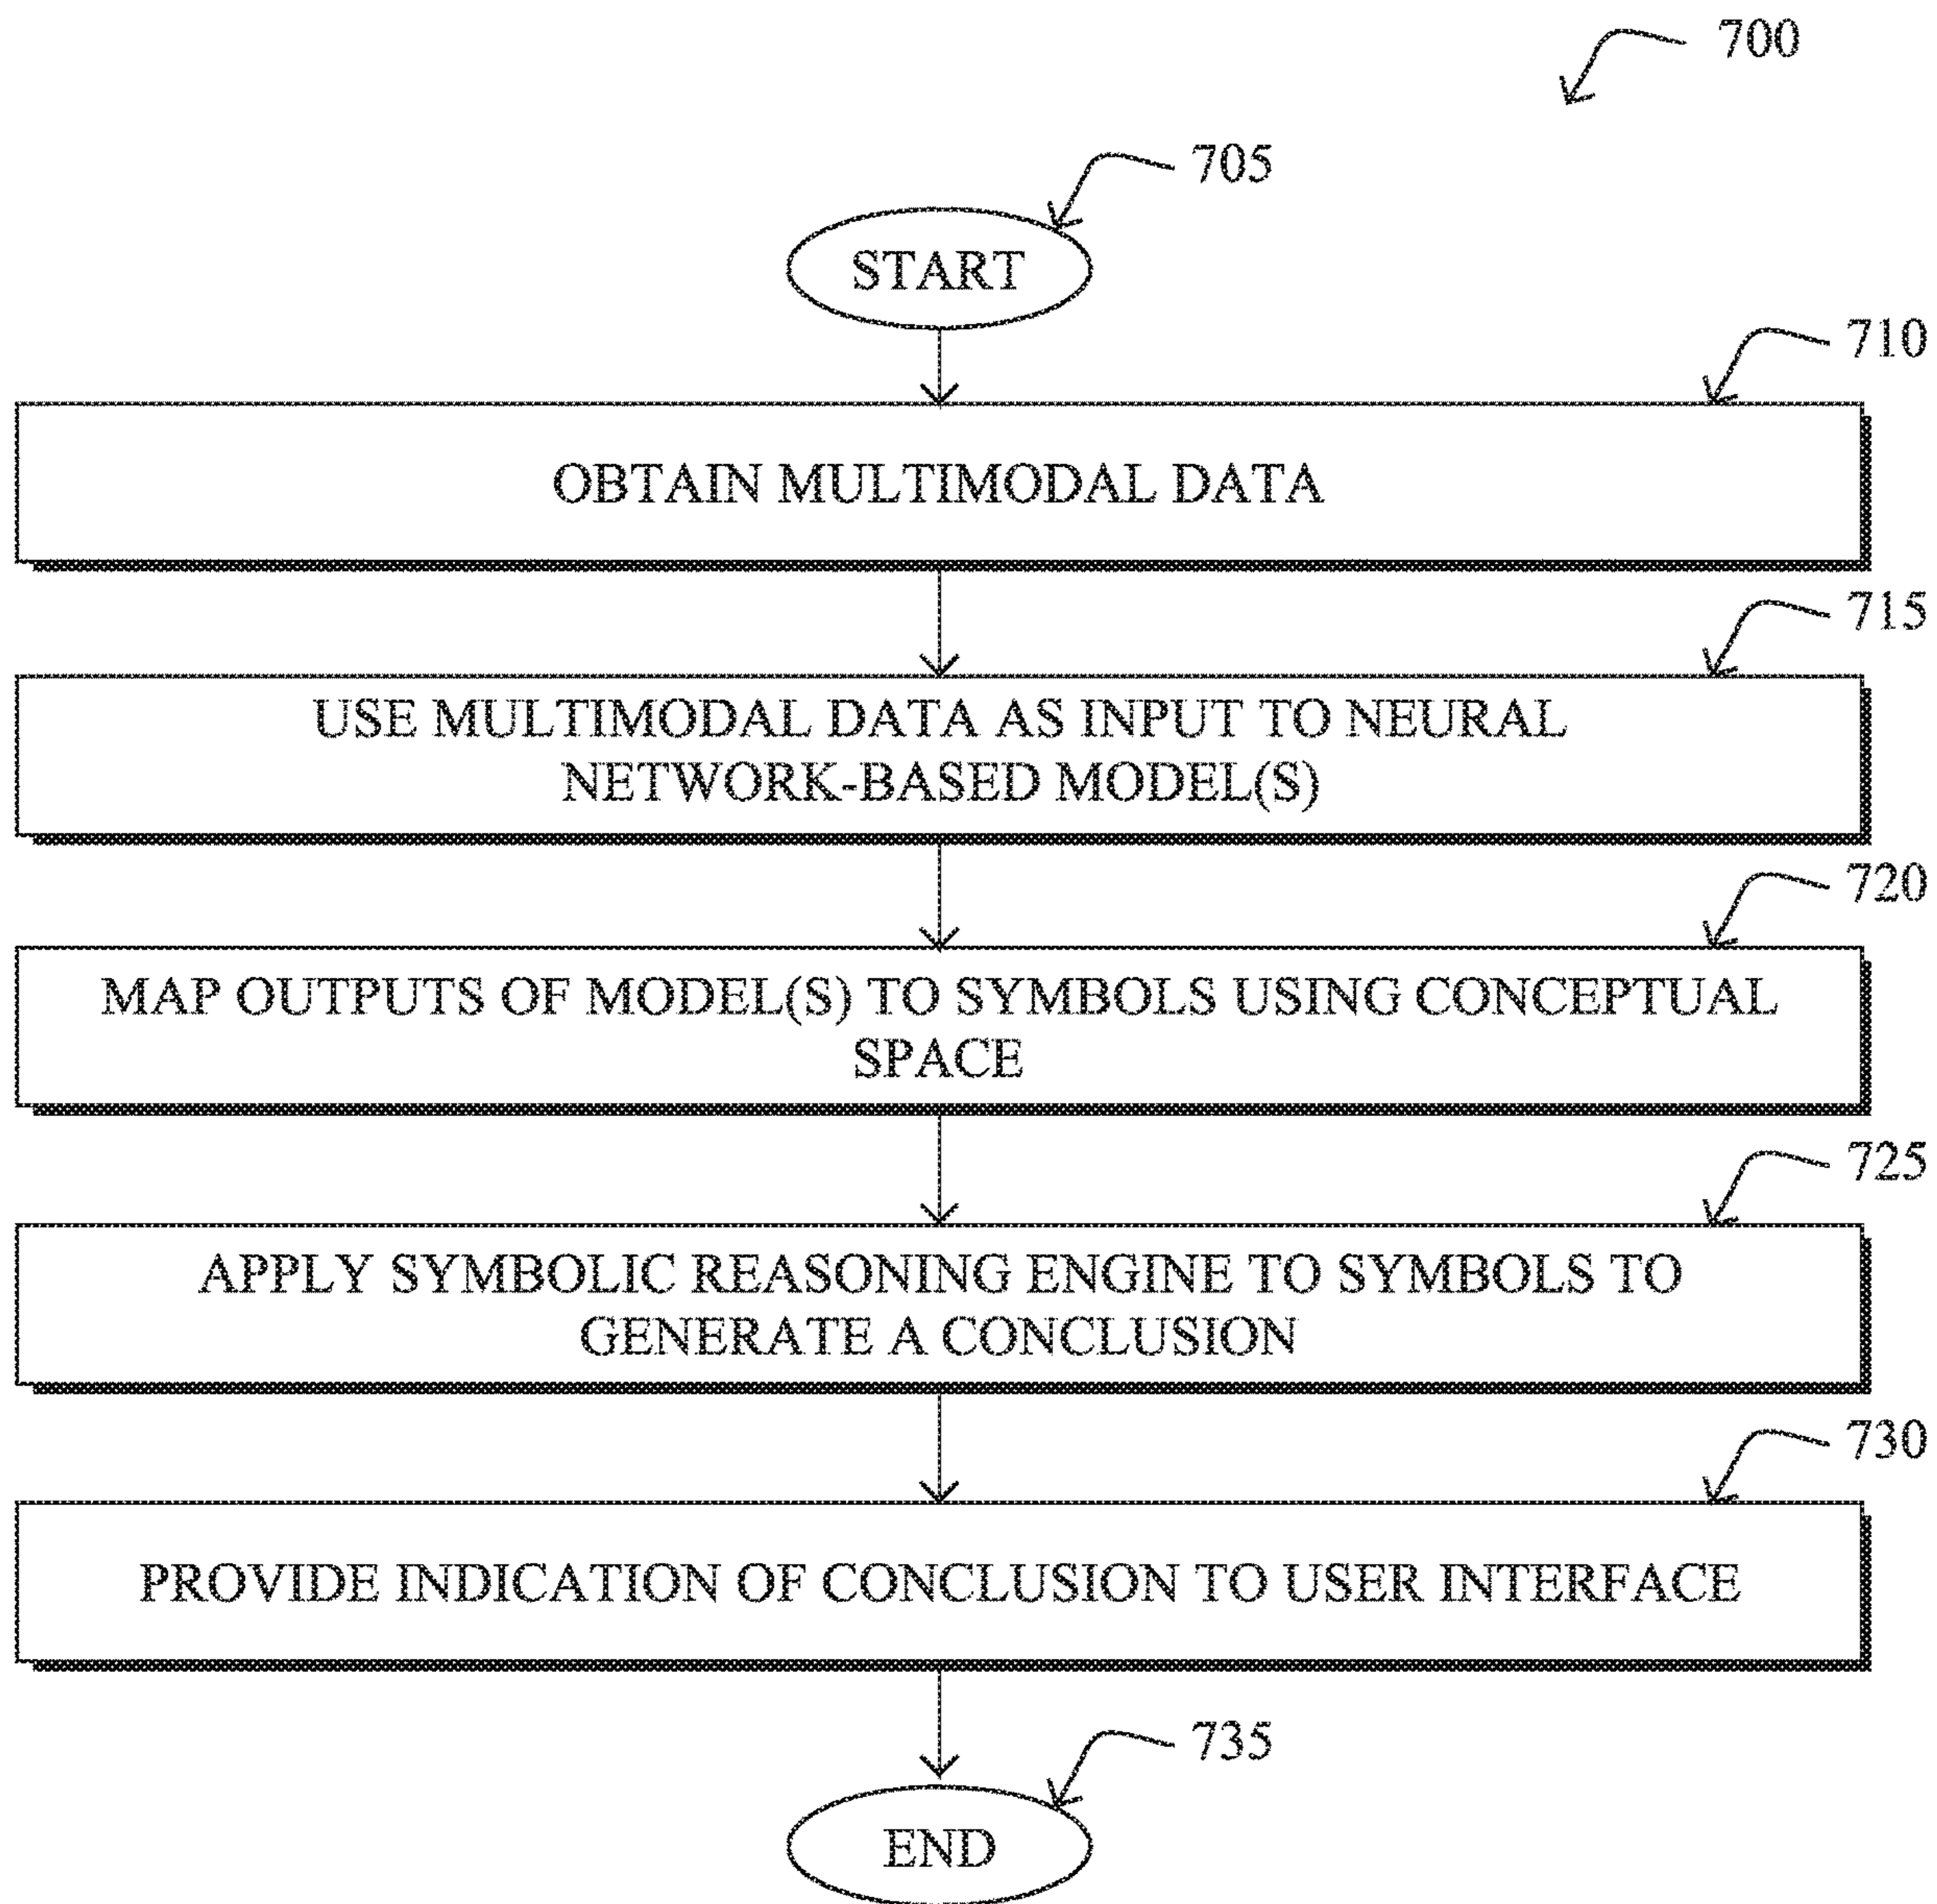 700
705
START
710
OBTAIN MULTIMODAL DATA
715
USE MULTIMODAL DATA AS INPUT TO NEURAL
NETWORK-BASED MODEL(S)
720
MAP OUTPUTS OF MODEL(S) TO SYMBOLS USING CONCEPTUAL
SPACE
725
APPLY SYMBOLIC REASONING ENGINE TO SYMBOLS TO
GENERATE A CONCLUSION
730
PROVIDE INDICATION OF CONCLUSION TO USER INTERFACE
735
END